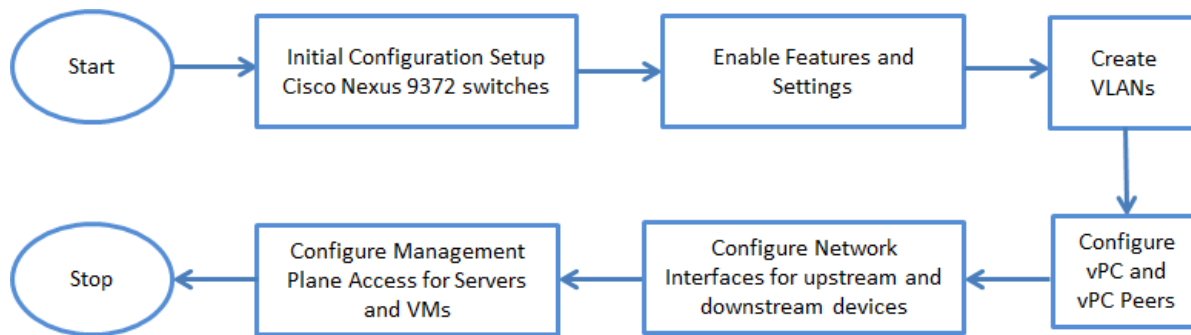 Start
Initial Configuration Setup
Cisco Nexus 9372 switches
Enable Features and
Settings
Create
VLANs
Configure
vPC and
vPC Peers
Configure Network
Interfaces for upstream and
downstream devices
Configure Management
Plane Access for Servers
and VMs
Stop